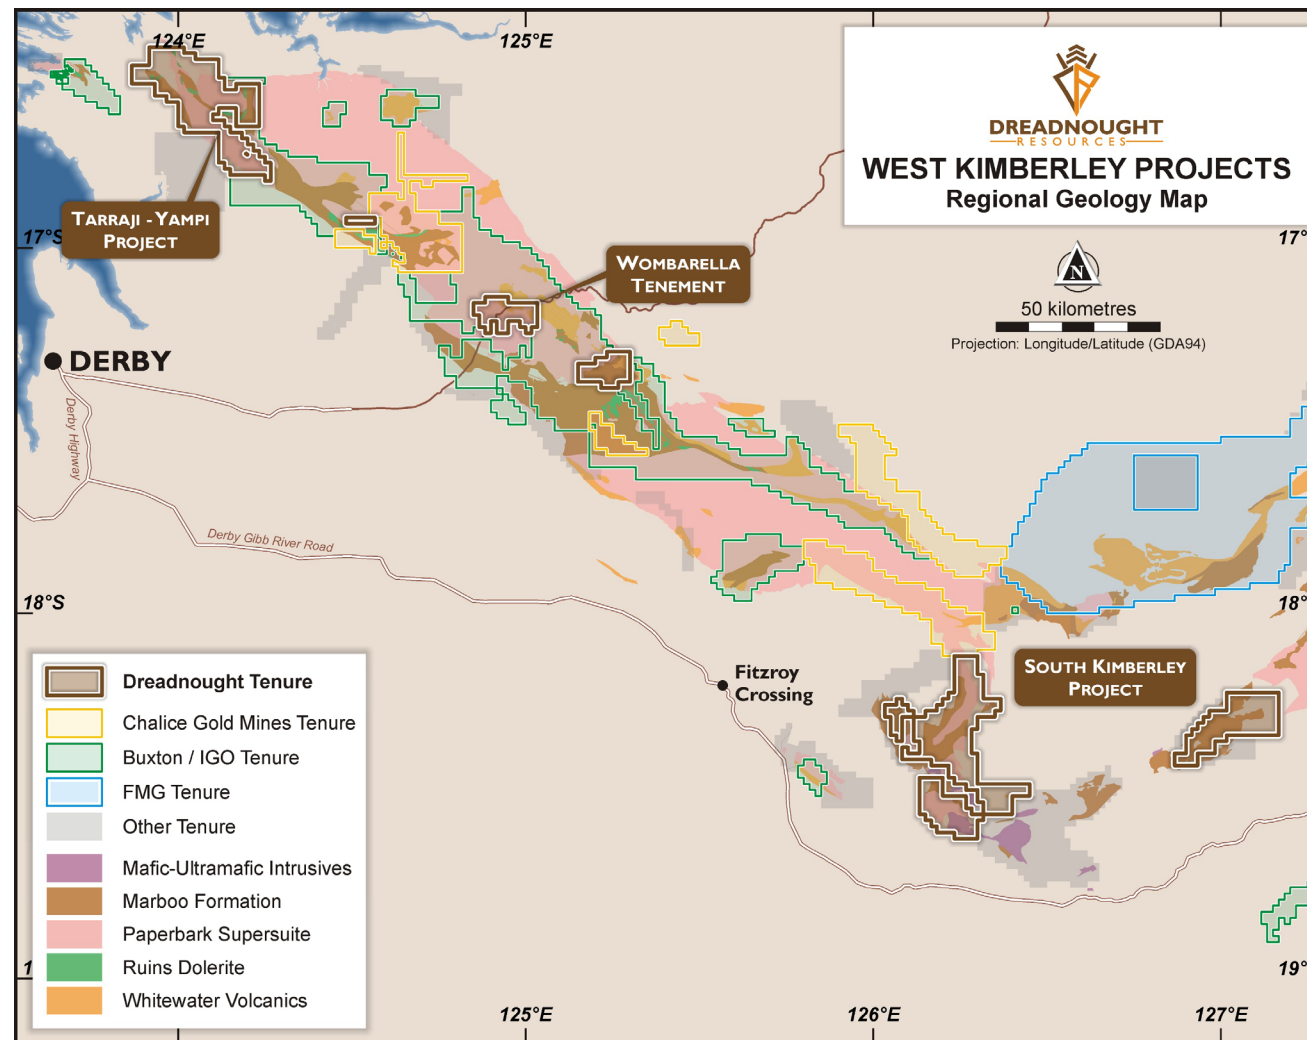 124°E
125°E
DREADNOUGHT
RESOURCES
WEST KIMBERLEY PROJECTS
Regional Geology Map
TARRAJI - YAMPI
PROJECT
17°S
17°
WOMBARELLA
TENEMENT
N
50 kilometres
Projection: Longitude/Latitude (GDA94)
DERBY
Derby Highway
Derby Gibb River Road
18°S
18°
Fitzroy
Crossing
SOUTH KIMBERLEY
PROJECT
Dreadnought Tenure
Chalice Gold Mines Tenure
Buxton / IGO Tenure
FMG Tenure
Other Tenure
Mafic-Ultramafic Intrusives
Marboo Formation
Paperbark Supersuite
Ruins Dolerite
Whitewater Volcanics
1
19°
125°E
126°E
127°E